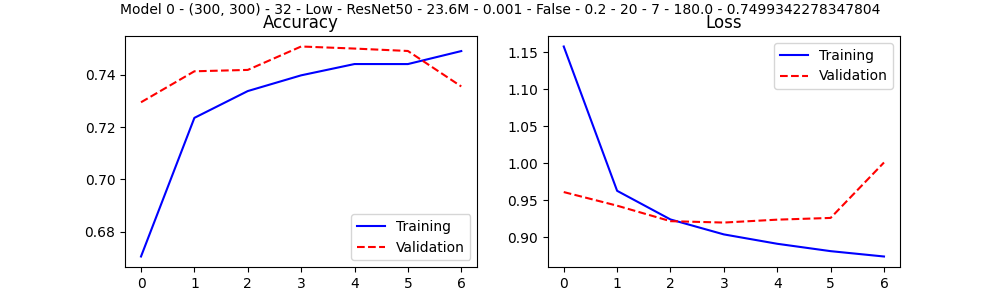 Model 0 - (300, 300) - 32 - Low - ResNet50 - 23.6M - 0.001 - False - 0.2 - 20 - 7 - 180.0 - 0.7499342278347804
Accuracy
0.74
0.72
0.70
0.68
Training
Validation
0 1 2 3 4 5 6
Loss
1.15
1.10
1.05
1.00
0.95
0.90
Training
Validation
0 1 2 3 4 5 6